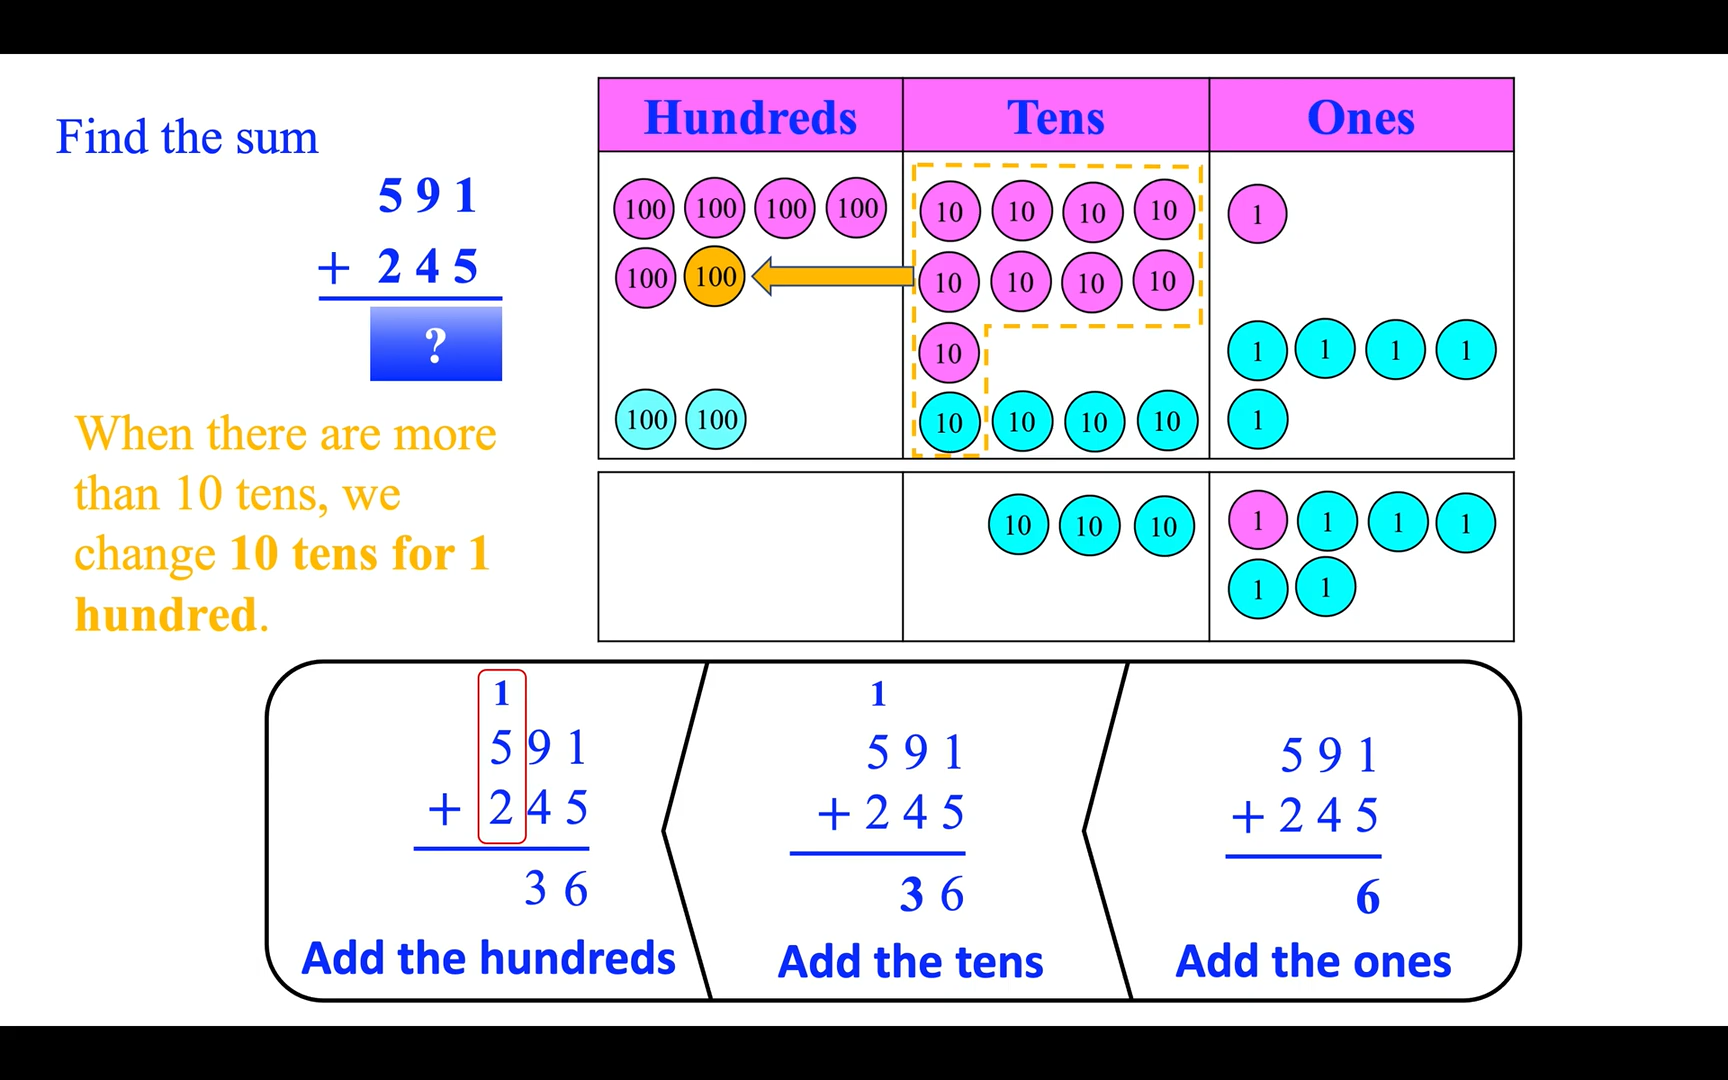 Find the sum
5 9 1
+ 2 4 5
?
When there are more
than 10 tens, we
change 10 tens for 1
hundred.
Hundreds Tens Ones
100 100 100 100 10 10 10 10 1
100 100 10 10 10 10
10 1 1 1 1
100 100 10 10 10 10 1
10 10 10 1 1 1 1
1 1
1
5 9 1
+ 2 4 5
3 6
Add the hundreds
1
5 9 1
+ 2 4 5
3 6
Add the tens
5 9 1
+ 2 4 5
6
Add the ones